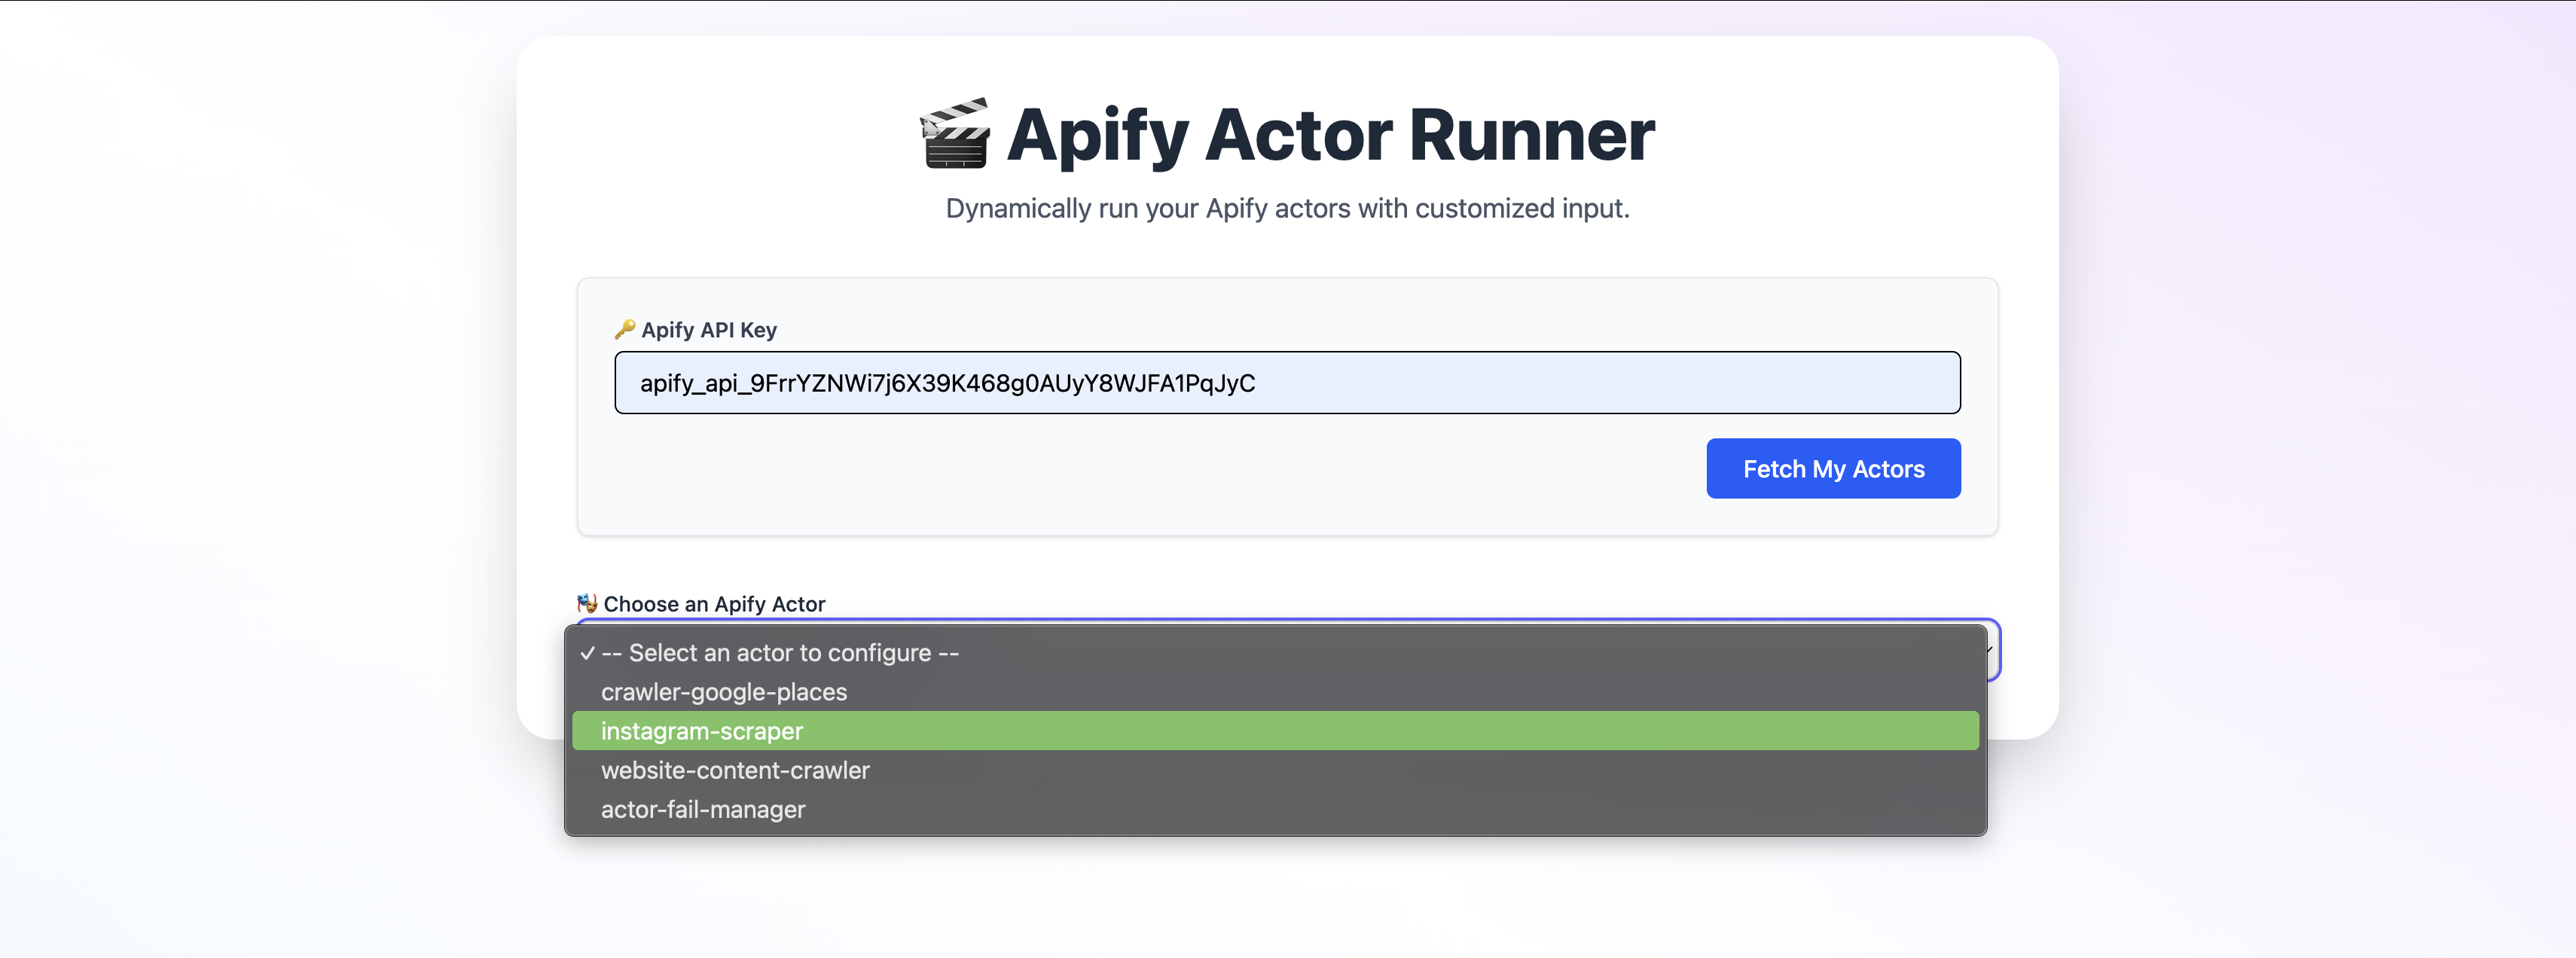 Apify Actor Runner
Dynamically run your Apify actors with customized input.
Apify API Key
apify_api_9FrrYZNWi7j6X39K468g0AUyY8WJFA1PqJyC
Fetch My Actors
Choose an Apify Actor
-- Select an actor to configure --
crawler-google-places
instagram-scraper
website-content-crawler
actor-fail-manager